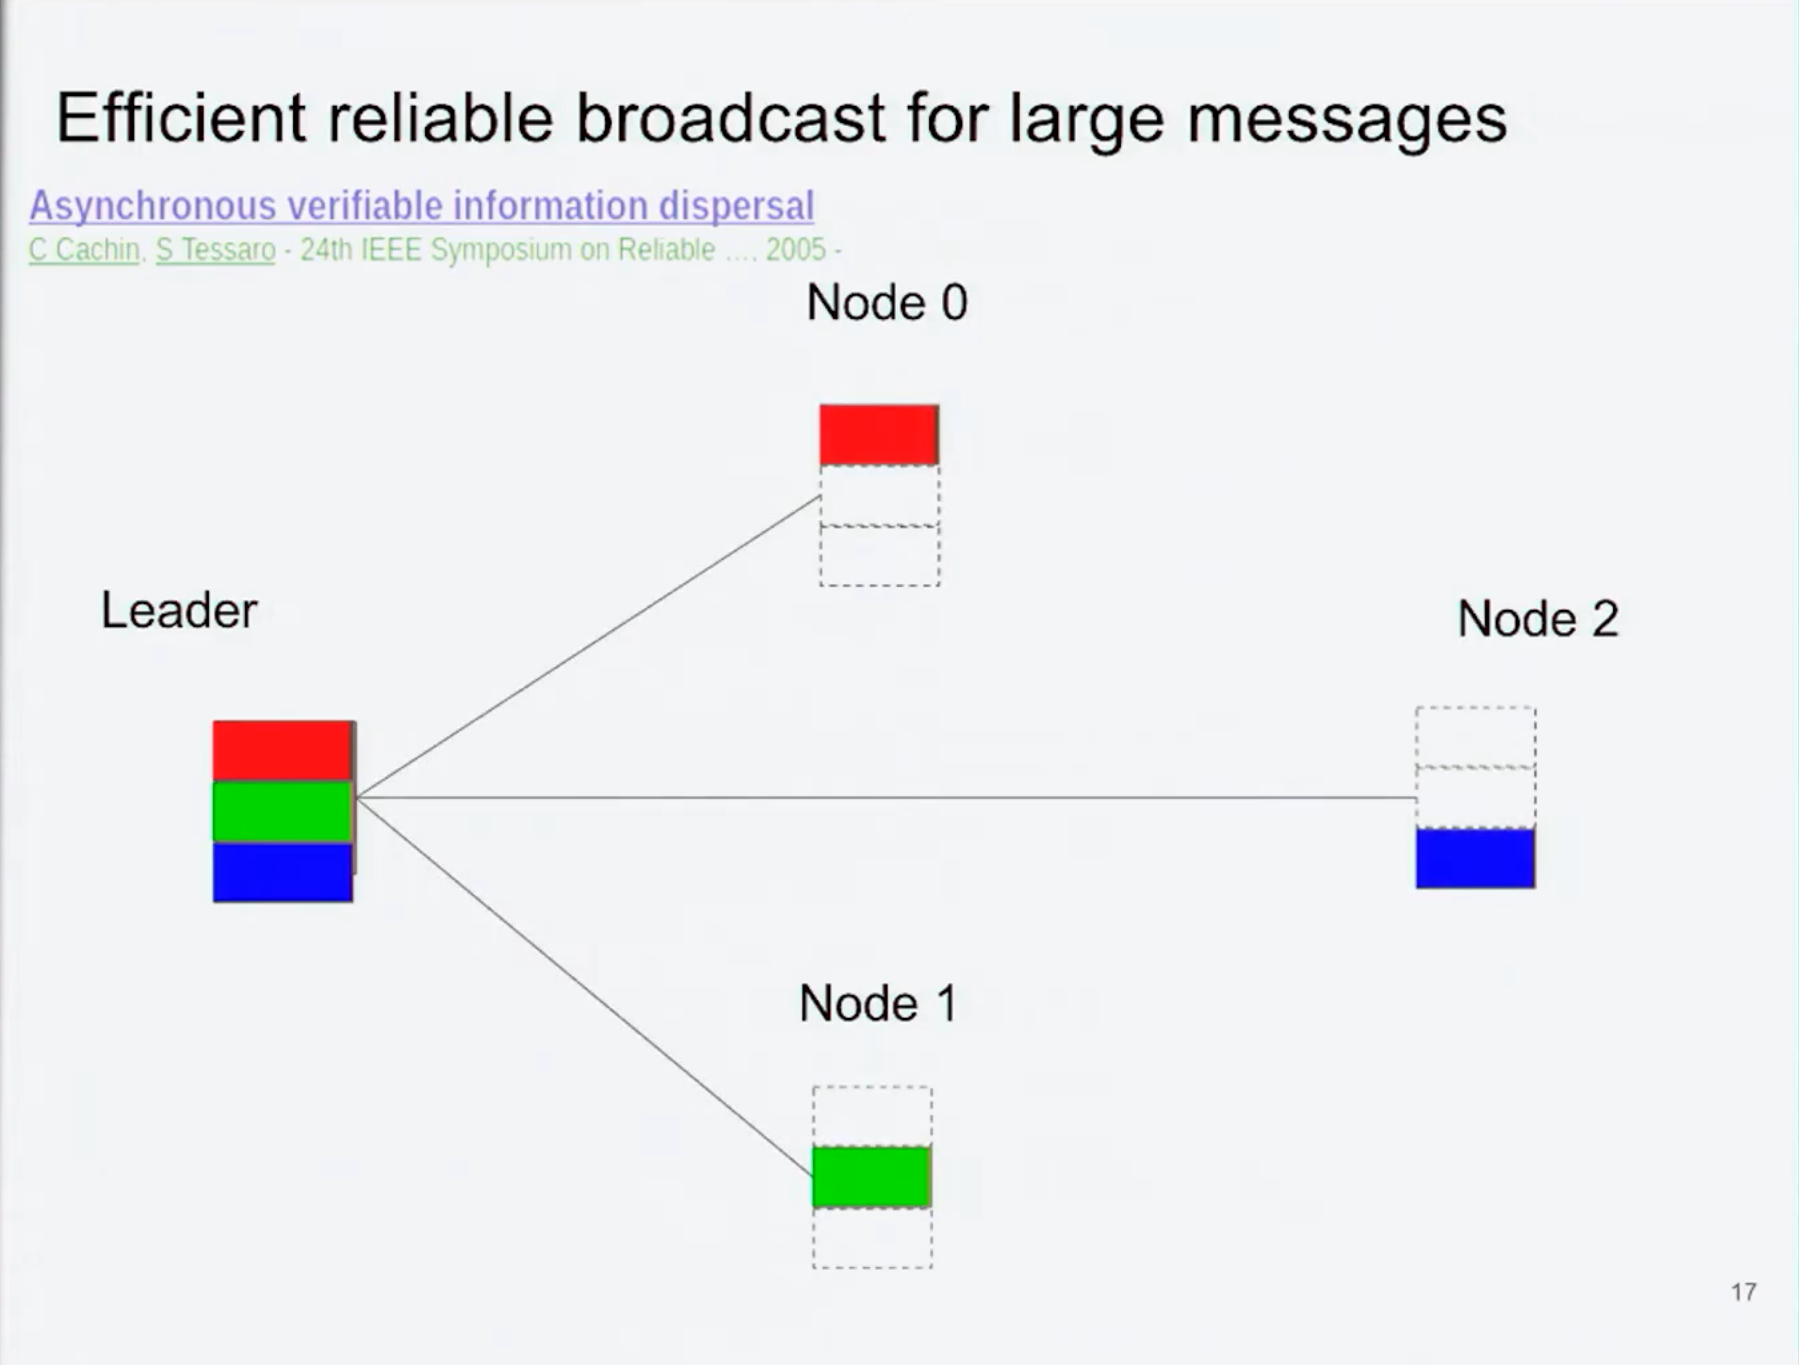 Efficient reliable broadcast for large messages
Asynchronous verifiable information dispersal
C Cachin, S Tessaro - 24th IEEE Symposium on Reliable …, 2005 -
Node 0
Leader
Node 2
Node 1
17